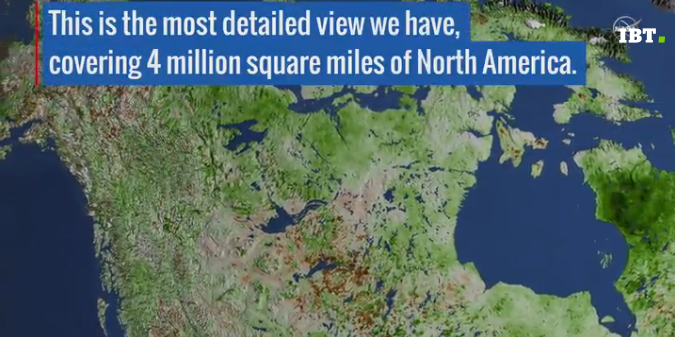 This is the most detailed view we have,
covering 4 million square miles of North America.
IBT.